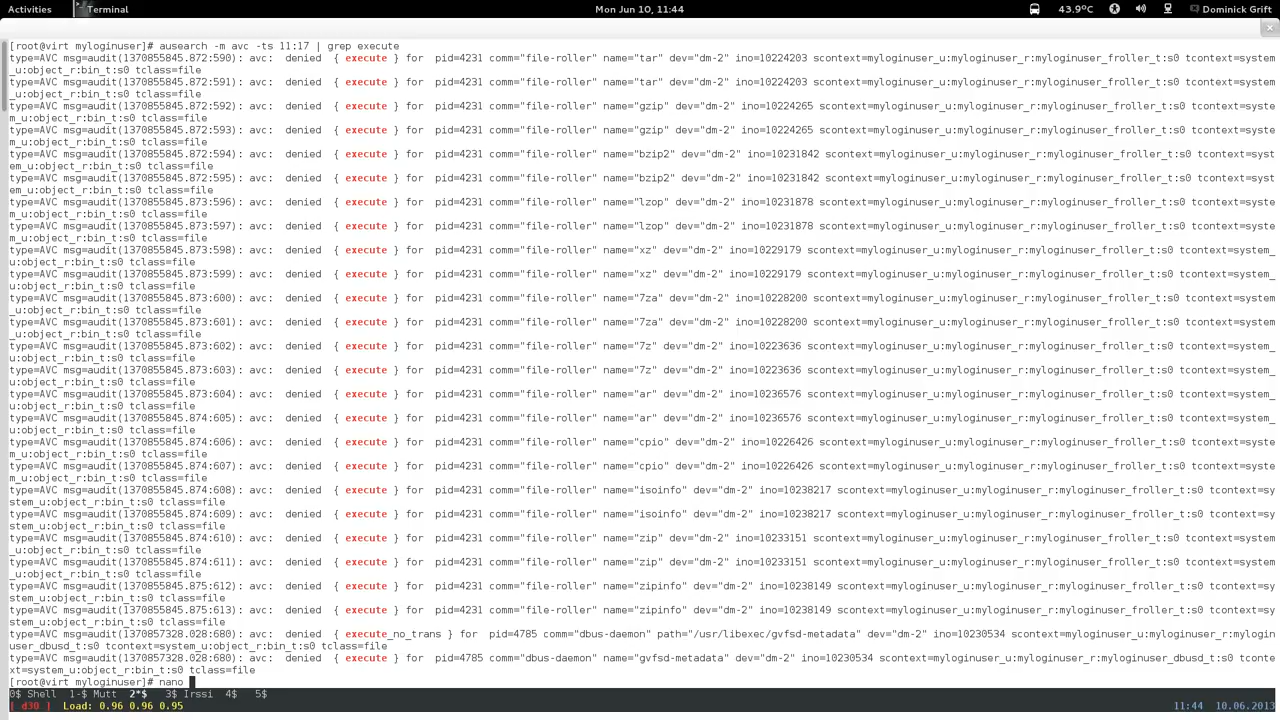 Activities Terminal Mon Jun 10, 11:44 43.9°C Dominick Grift
[root@virt myloginuser]# ausearch -m avc -ts 11:17 | grep execute
type=AVC msg=audit(1370855845.872:590): avc:  denied  { execute } for  pid=4231 comm="file-roller" name="tar" dev="dm-2" ino=10224203 scontext=myloginuser_u:myloginuser_r:myloginuser_froller_t:s0 tcontext=system
_u:object_r:bin_t:s0 tclass=file
type=AVC msg=audit(1370855845.872:591): avc:  denied  { execute } for  pid=4231 comm="file-roller" name="tar" dev="dm-2" ino=10224203 scontext=myloginuser_u:myloginuser_r:myloginuser_froller_t:s0 tcontext=system
_u:object_r:bin_t:s0 tclass=file
type=AVC msg=audit(1370855845.872:592): avc:  denied  { execute } for  pid=4231 comm="file-roller" name="gzip" dev="dm-2" ino=10224265 scontext=myloginuser_u:myloginuser_r:myloginuser_froller_t:s0 tcontext=syste
m_u:object_r:bin_t:s0 tclass=file
type=AVC msg=audit(1370855845.872:593): avc:  denied  { execute } for  pid=4231 comm="file-roller" name="gzip" dev="dm-2" ino=10224265 scontext=myloginuser_u:myloginuser_r:myloginuser_froller_t:s0 tcontext=syste
m_u:object_r:bin_t:s0 tclass=file
type=AVC msg=audit(1370855845.872:594): avc:  denied  { execute } for  pid=4231 comm="file-roller" name="bzip2" dev="dm-2" ino=10231842 scontext=myloginuser_u:myloginuser_r:myloginuser_froller_t:s0 tcontext=syst
em_u:object_r:bin_t:s0 tclass=file
type=AVC msg=audit(1370855845.872:595): avc:  denied  { execute } for  pid=4231 comm="file-roller" name="bzip2" dev="dm-2" ino=10231842 scontext=myloginuser_u:myloginuser_r:myloginuser_froller_t:s0 tcontext=syst
em_u:object_r:bin_t:s0 tclass=file
type=AVC msg=audit(1370855845.873:596): avc:  denied  { execute } for  pid=4231 comm="file-roller" name="lzop" dev="dm-2" ino=10231878 scontext=myloginuser_u:myloginuser_r:myloginuser_froller_t:s0 tcontext=syste
m_u:object_r:bin_t:s0 tclass=file
type=AVC msg=audit(1370855845.873:597): avc:  denied  { execute } for  pid=4231 comm="file-roller" name="lzop" dev="dm-2" ino=10231878 scontext=myloginuser_u:myloginuser_r:myloginuser_froller_t:s0 tcontext=syste
m_u:object_r:bin_t:s0 tclass=file
type=AVC msg=audit(1370855845.873:598): avc:  denied  { execute } for  pid=4231 comm="file-roller" name="xz" dev="dm-2" ino=10229179 scontext=myloginuser_u:myloginuser_r:myloginuser_froller_t:s0 tcontext=system_
u:object_r:bin_t:s0 tclass=file
type=AVC msg=audit(1370855845.873:599): avc:  denied  { execute } for  pid=4231 comm="file-roller" name="xz" dev="dm-2" ino=10229179 scontext=myloginuser_u:myloginuser_r:myloginuser_froller_t:s0 tcontext=system_
u:object_r:bin_t:s0 tclass=file
type=AVC msg=audit(1370855845.873:600): avc:  denied  { execute } for  pid=4231 comm="file-roller" name="7za" dev="dm-2" ino=10228200 scontext=myloginuser_u:myloginuser_r:myloginuser_froller_t:s0 tcontext=system
_u:object_r:bin_t:s0 tclass=file
type=AVC msg=audit(1370855845.873:601): avc:  denied  { execute } for  pid=4231 comm="file-roller" name="7za" dev="dm-2" ino=10228200 scontext=myloginuser_u:myloginuser_r:myloginuser_froller_t:s0 tcontext=system
_u:object_r:bin_t:s0 tclass=file
type=AVC msg=audit(1370855845.873:602): avc:  denied  { execute } for  pid=4231 comm="file-roller" name="7z" dev="dm-2" ino=10223636 scontext=myloginuser_u:myloginuser_r:myloginuser_froller_t:s0 tcontext=system_
u:object_r:bin_t:s0 tclass=file
type=AVC msg=audit(1370855845.873:603): avc:  denied  { execute } for  pid=4231 comm="file-roller" name="7z" dev="dm-2" ino=10223636 scontext=myloginuser_u:myloginuser_r:myloginuser_froller_t:s0 tcontext=system_
u:object_r:bin_t:s0 tclass=file
type=AVC msg=audit(1370855845.873:604): avc:  denied  { execute } for  pid=4231 comm="file-roller" name="ar" dev="dm-2" ino=10236576 scontext=myloginuser_u:myloginuser_r:myloginuser_froller_t:s0 tcontext=system_
u:object_r:bin_t:s0 tclass=file
type=AVC msg=audit(1370855845.874:605): avc:  denied  { execute } for  pid=4231 comm="file-roller" name="ar" dev="dm-2" ino=10236576 scontext=myloginuser_u:myloginuser_r:myloginuser_froller_t:s0 tcontext=system_
u:object_r:bin_t:s0 tclass=file
type=AVC msg=audit(1370855845.874:606): avc:  denied  { execute } for  pid=4231 comm="file-roller" name="cpio" dev="dm-2" ino=10226426 scontext=myloginuser_u:myloginuser_r:myloginuser_froller_t:s0 tcontext=syste
m_u:object_r:bin_t:s0 tclass=file
type=AVC msg=audit(1370855845.874:607): avc:  denied  { execute } for  pid=4231 comm="file-roller" name="cpio" dev="dm-2" ino=10226426 scontext=myloginuser_u:myloginuser_r:myloginuser_froller_t:s0 tcontext=syste
m_u:object_r:bin_t:s0 tclass=file
type=AVC msg=audit(1370855845.874:608): avc:  denied  { execute } for  pid=4231 comm="file-roller" name="isoinfo" dev="dm-2" ino=10238217 scontext=myloginuser_u:myloginuser_r:myloginuser_froller_t:s0 tcontext=sy
stem_u:object_r:bin_t:s0 tclass=file
type=AVC msg=audit(1370855845.874:609): avc:  denied  { execute } for  pid=4231 comm="file-roller" name="isoinfo" dev="dm-2" ino=10238217 scontext=myloginuser_u:myloginuser_r:myloginuser_froller_t:s0 tcontext=sy
stem_u:object_r:bin_t:s0 tclass=file
type=AVC msg=audit(1370855845.874:610): avc:  denied  { execute } for  pid=4231 comm="file-roller" name="zip" dev="dm-2" ino=10233151 scontext=myloginuser_u:myloginuser_r:myloginuser_froller_t:s0 tcontext=system
_u:object_r:bin_t:s0 tclass=file
type=AVC msg=audit(1370855845.874:611): avc:  denied  { execute } for  pid=4231 comm="file-roller" name="zip" dev="dm-2" ino=10233151 scontext=myloginuser_u:myloginuser_r:myloginuser_froller_t:s0 tcontext=system
_u:object_r:bin_t:s0 tclass=file
type=AVC msg=audit(1370855845.875:612): avc:  denied  { execute } for  pid=4231 comm="file-roller" name="zipinfo" dev="dm-2" ino=10238149 scontext=myloginuser_u:myloginuser_r:myloginuser_froller_t:s0 tcontext=sy
stem_u:object_r:bin_t:s0 tclass=file
type=AVC msg=audit(1370855845.875:613): avc:  denied  { execute } for  pid=4231 comm="file-roller" name="zipinfo" dev="dm-2" ino=10238149 scontext=myloginuser_u:myloginuser_r:myloginuser_froller_t:s0 tcontext=sy
stem_u:object_r:bin_t:s0 tclass=file
type=AVC msg=audit(1370857328.028:680): avc:  denied  { execute_no_trans } for  pid=4785 comm="dbus-daemon" path="/usr/libexec/gvfsd-metadata" dev="dm-2" ino=10230534 scontext=myloginuser_u:myloginuser_r:mylogin
user_dbusd_t:s0 tcontext=system_u:object_r:bin_t:s0 tclass=file
type=AVC msg=audit(1370857328.028:680): avc:  denied  { execute } for  pid=4785 comm="dbus-daemon" name="gvfsd-metadata" dev="dm-2" ino=10230534 scontext=myloginuser_u:myloginuser_r:myloginuser_dbusd_t:s0 tconte
xt=system_u:object_r:bin_t:s0 tclass=file
[root@virt myloginuser]# nano
0$ Shell  1-$ Mutt  2*$  3$ Irssi  4$  5$
[ d30 ] Load: 0.96 0.96 0.95 11:44 10.06.2013